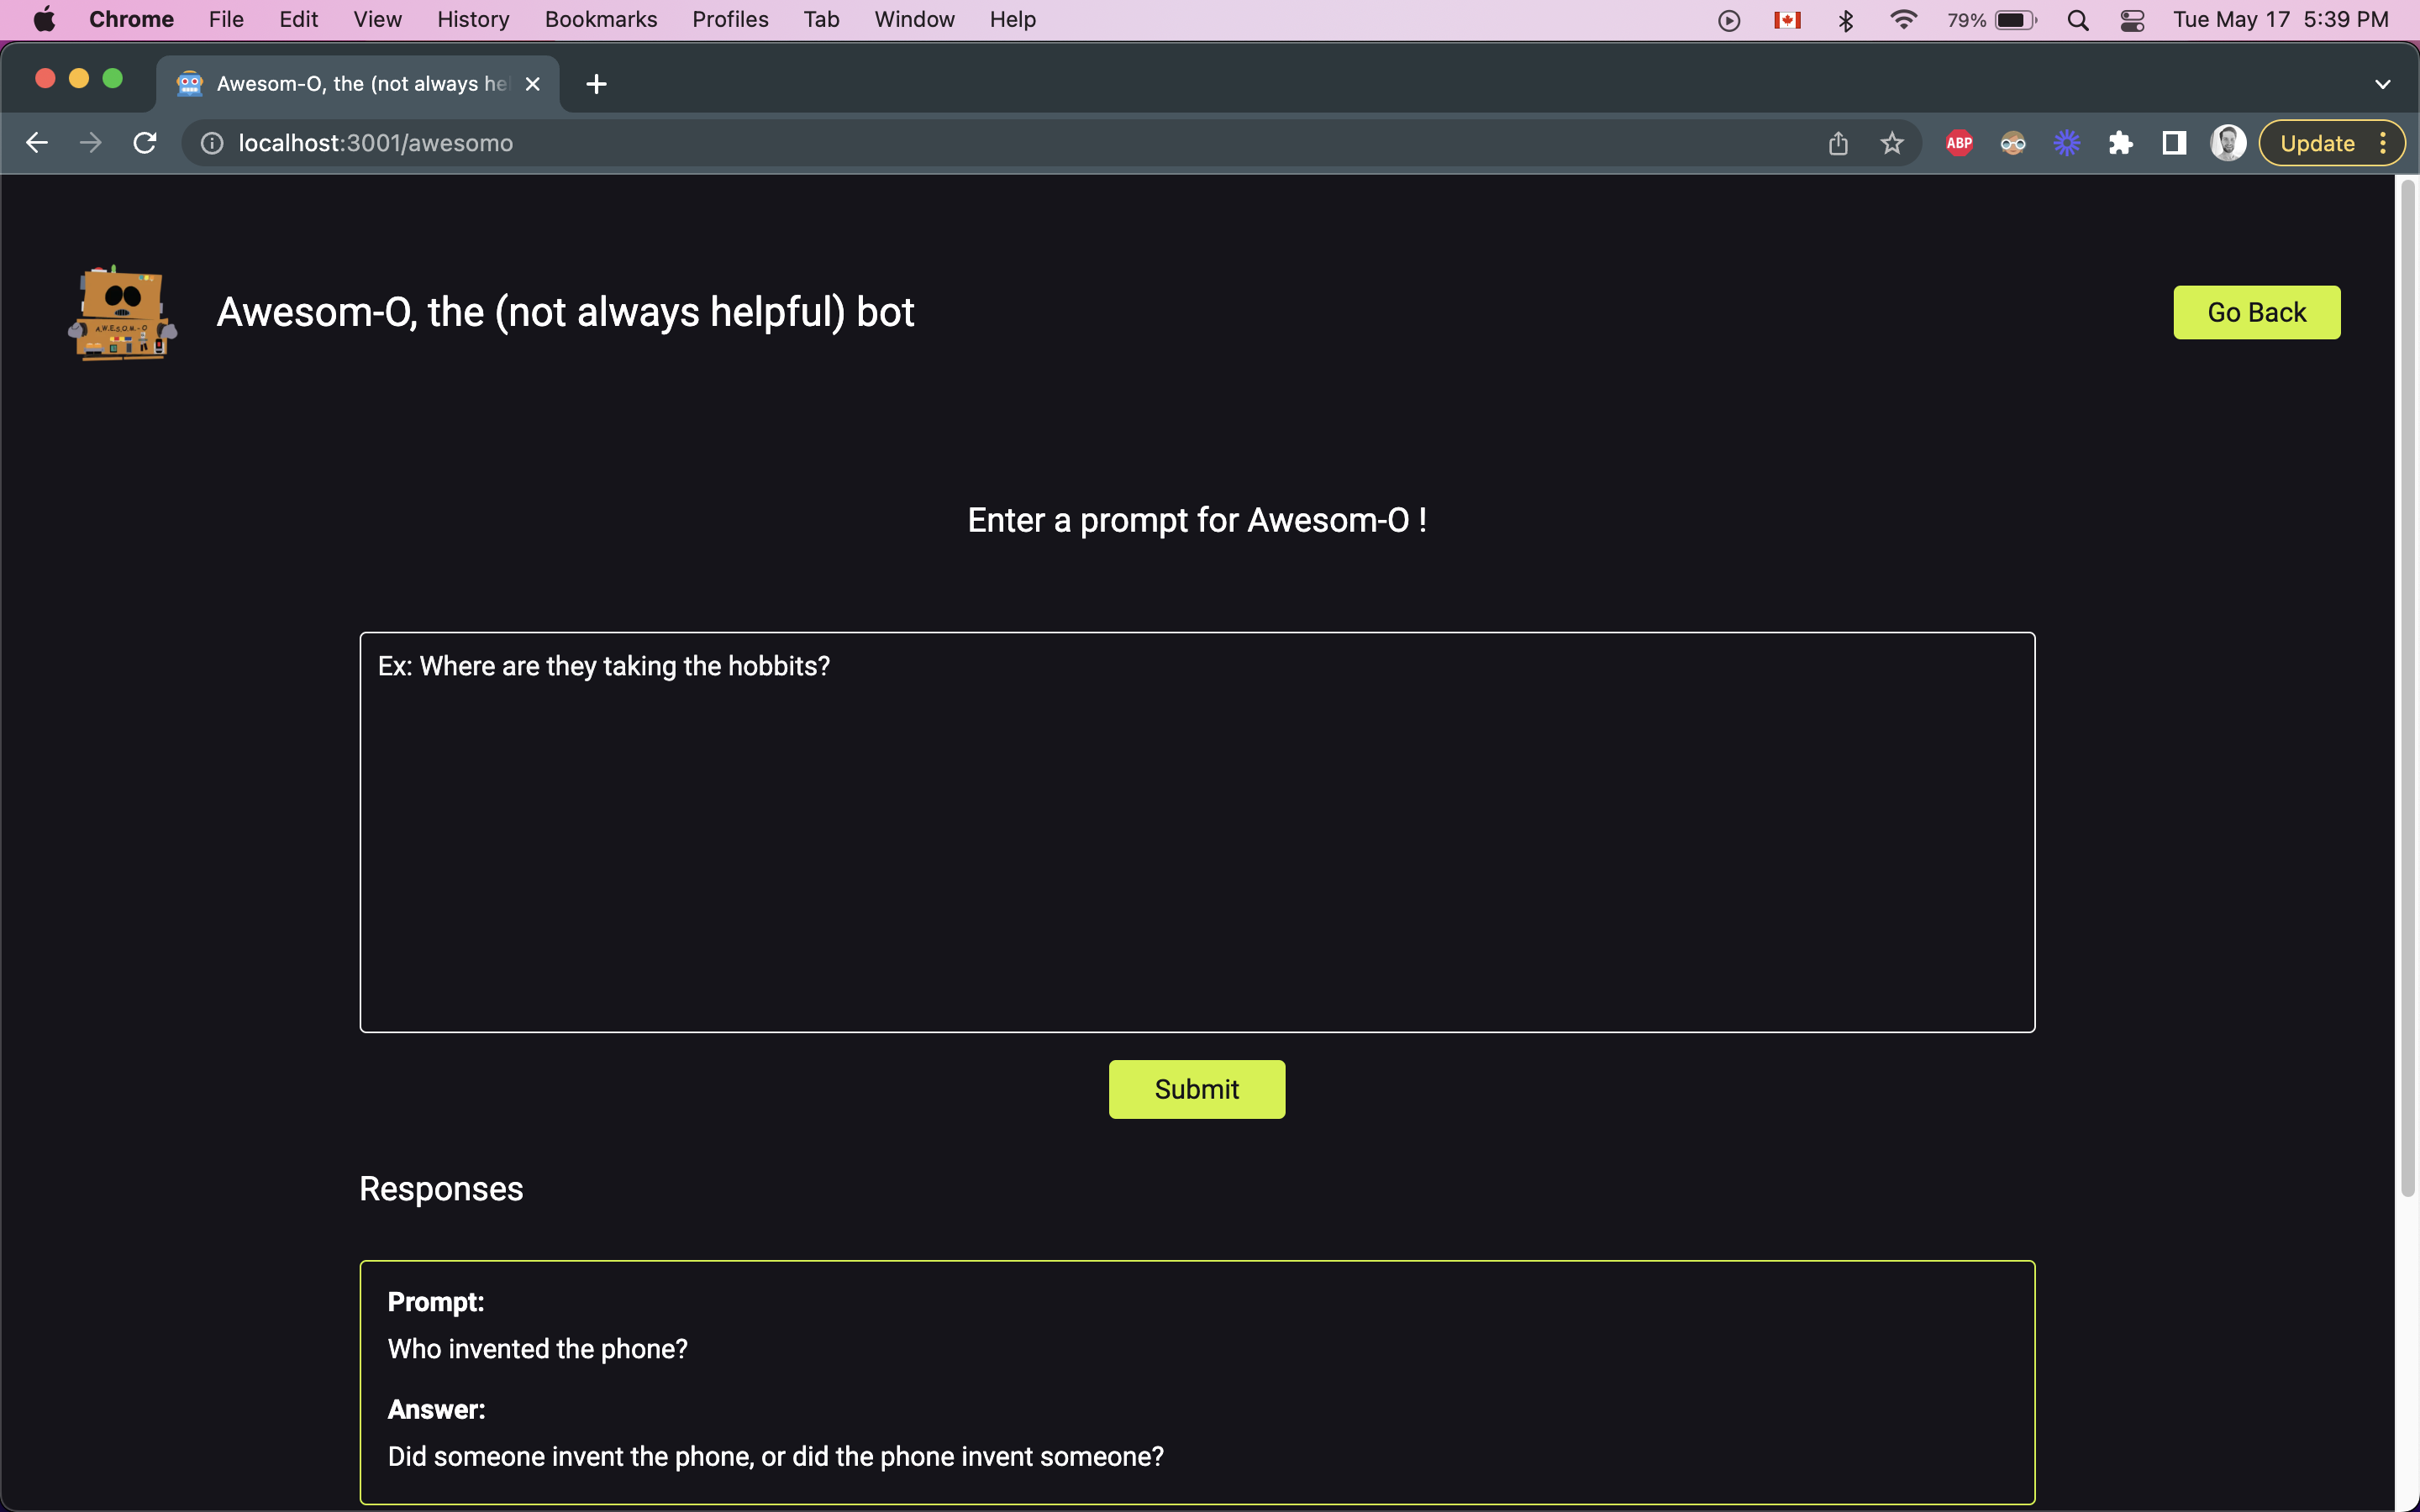 Chrome File Edit View History Bookmarks Profiles Tab Window Help 79% Tue May 17 5:39 PM
Awesom-O, the (not always he
localhost:3001/awesomo ABP Update
A.W.E.S.O.M.-O
Awesom-O, the (not always helpful) bot
Go Back
Enter a prompt for Awesom-O !
Ex: Where are they taking the hobbits?
Submit
Responses
Prompt:
Who invented the phone?
Answer:
Did someone invent the phone, or did the phone invent someone?